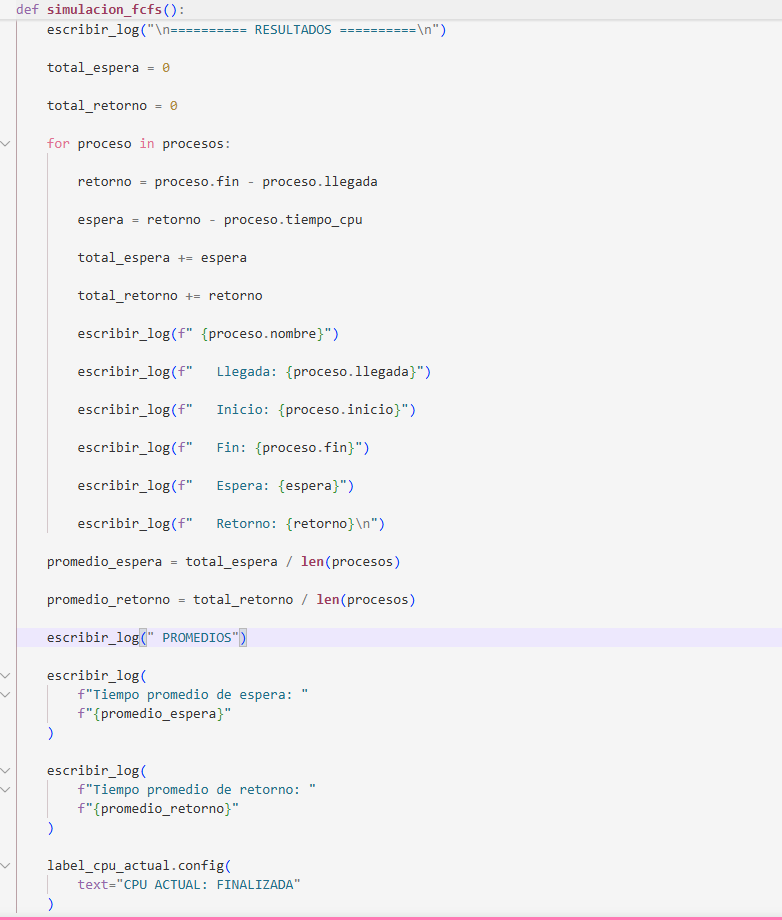 def simulacion_fcfs():
    escribir_log("\n========== RESULTADOS ==========\n")
    total_espera = 0
    total_retorno = 0
    for proceso in procesos:
        retorno = proceso.fin - proceso.llegada
        espera = retorno - proceso.tiempo_cpu
        total_espera += espera
        total_retorno += retorno
        escribir_log(f" {proceso.nombre}")
        escribir_log(f"   Llegada: {proceso.llegada}")
        escribir_log(f"   Inicio: {proceso.inicio}")
        escribir_log(f"   Fin: {proceso.fin}")
        escribir_log(f"   Espera: {espera}")
        escribir_log(f"   Retorno: {retorno}\n")
    promedio_espera = total_espera / len(procesos)
    promedio_retorno = total_retorno / len(procesos)
    escribir_log(" PROMEDIOS")
    escribir_log(
        f"Tiempo promedio de espera: "
        f"{promedio_espera}"
    )
    escribir_log(
        f"Tiempo promedio de retorno: "
        f"{promedio_retorno}"
    )
    label_cpu_actual.config(
        text="CPU ACTUAL: FINALIZADA"
    )